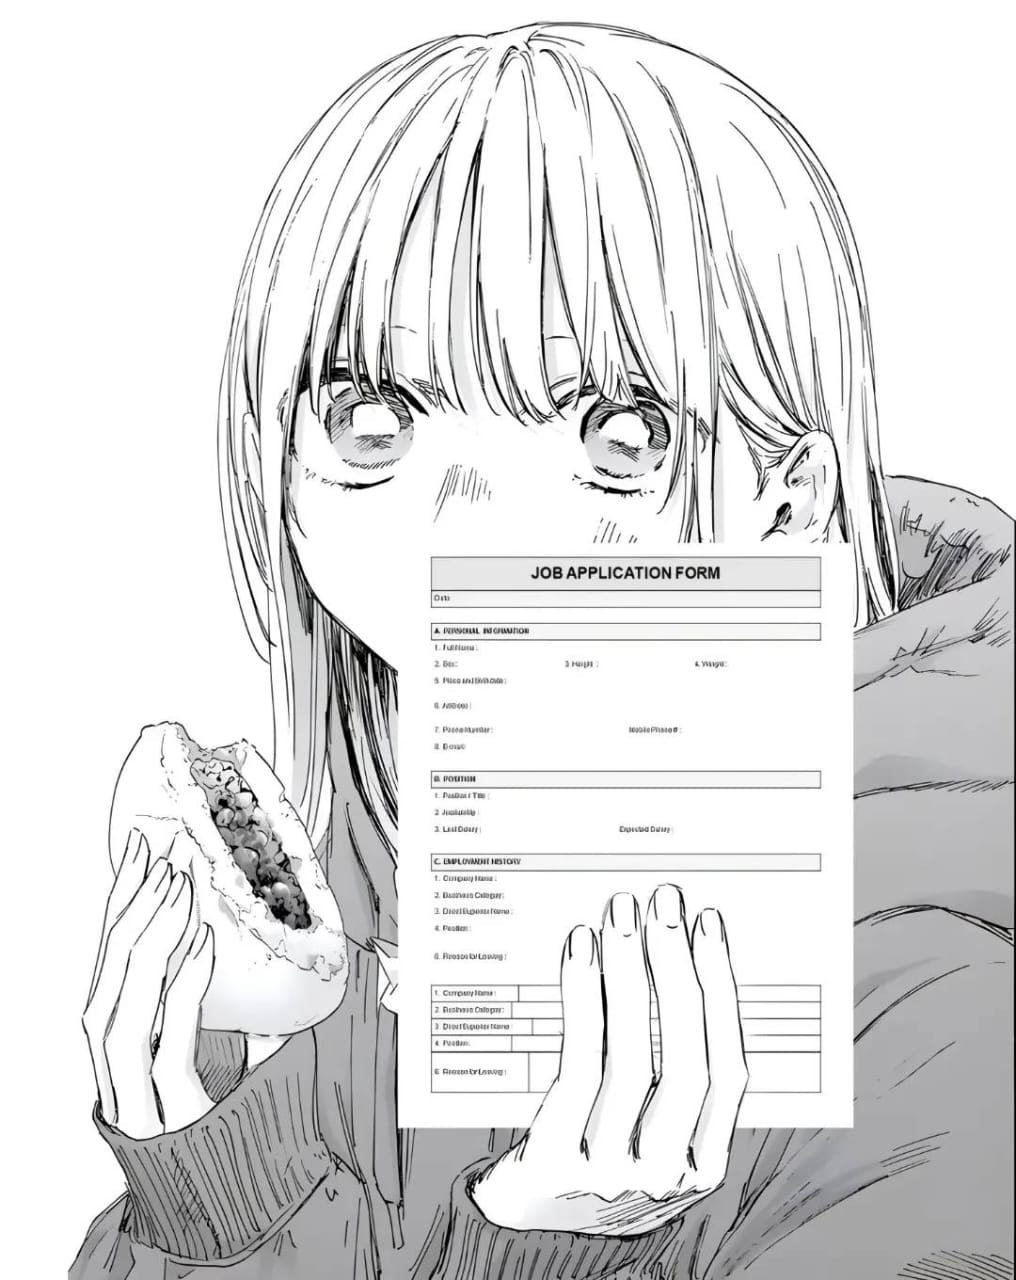 JOB APPLICATION FORM
Date
A. PERSONAL INFORMATION
1. Full Name :
2. Sex : 3. Height : 4. Weight :
5. Place and Birthdate :
6. Address :
7. Phone Number : Mobile Phone # :
8. E-mail
B. POSITION
1. Position / Title :
2. Availability :
3. Last Salary : Expected Salary :
C. EMPLOYMENT HISTORY
1. Company Name :
2. Business Category :
3. Direct Superior Name :
4. Position :
6. Reason for Leaving :
1. Company Name :
2. Business Category :
3. Direct Superior Name :
4. Position :
6. Reason for Leaving :